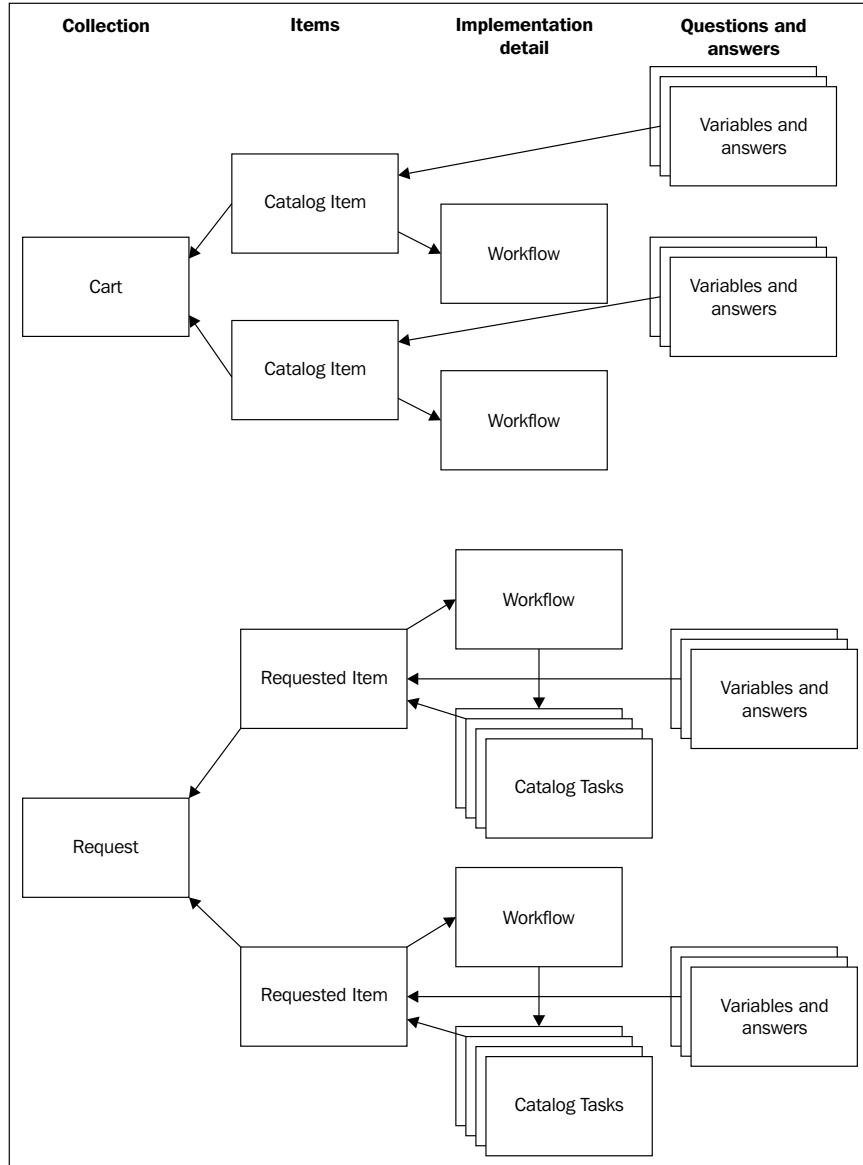 Collection
Items
Implementation
detail
Questions and
answers
Variables and
answers
Catalog Item
Workflow
Cart
Variables and
answers
Catalog Item
Workflow
Workflow
Requested Item
Variables and
answers
Catalog Tasks
Request
Workflow
Requested Item
Variables and
answers
Catalog Tasks